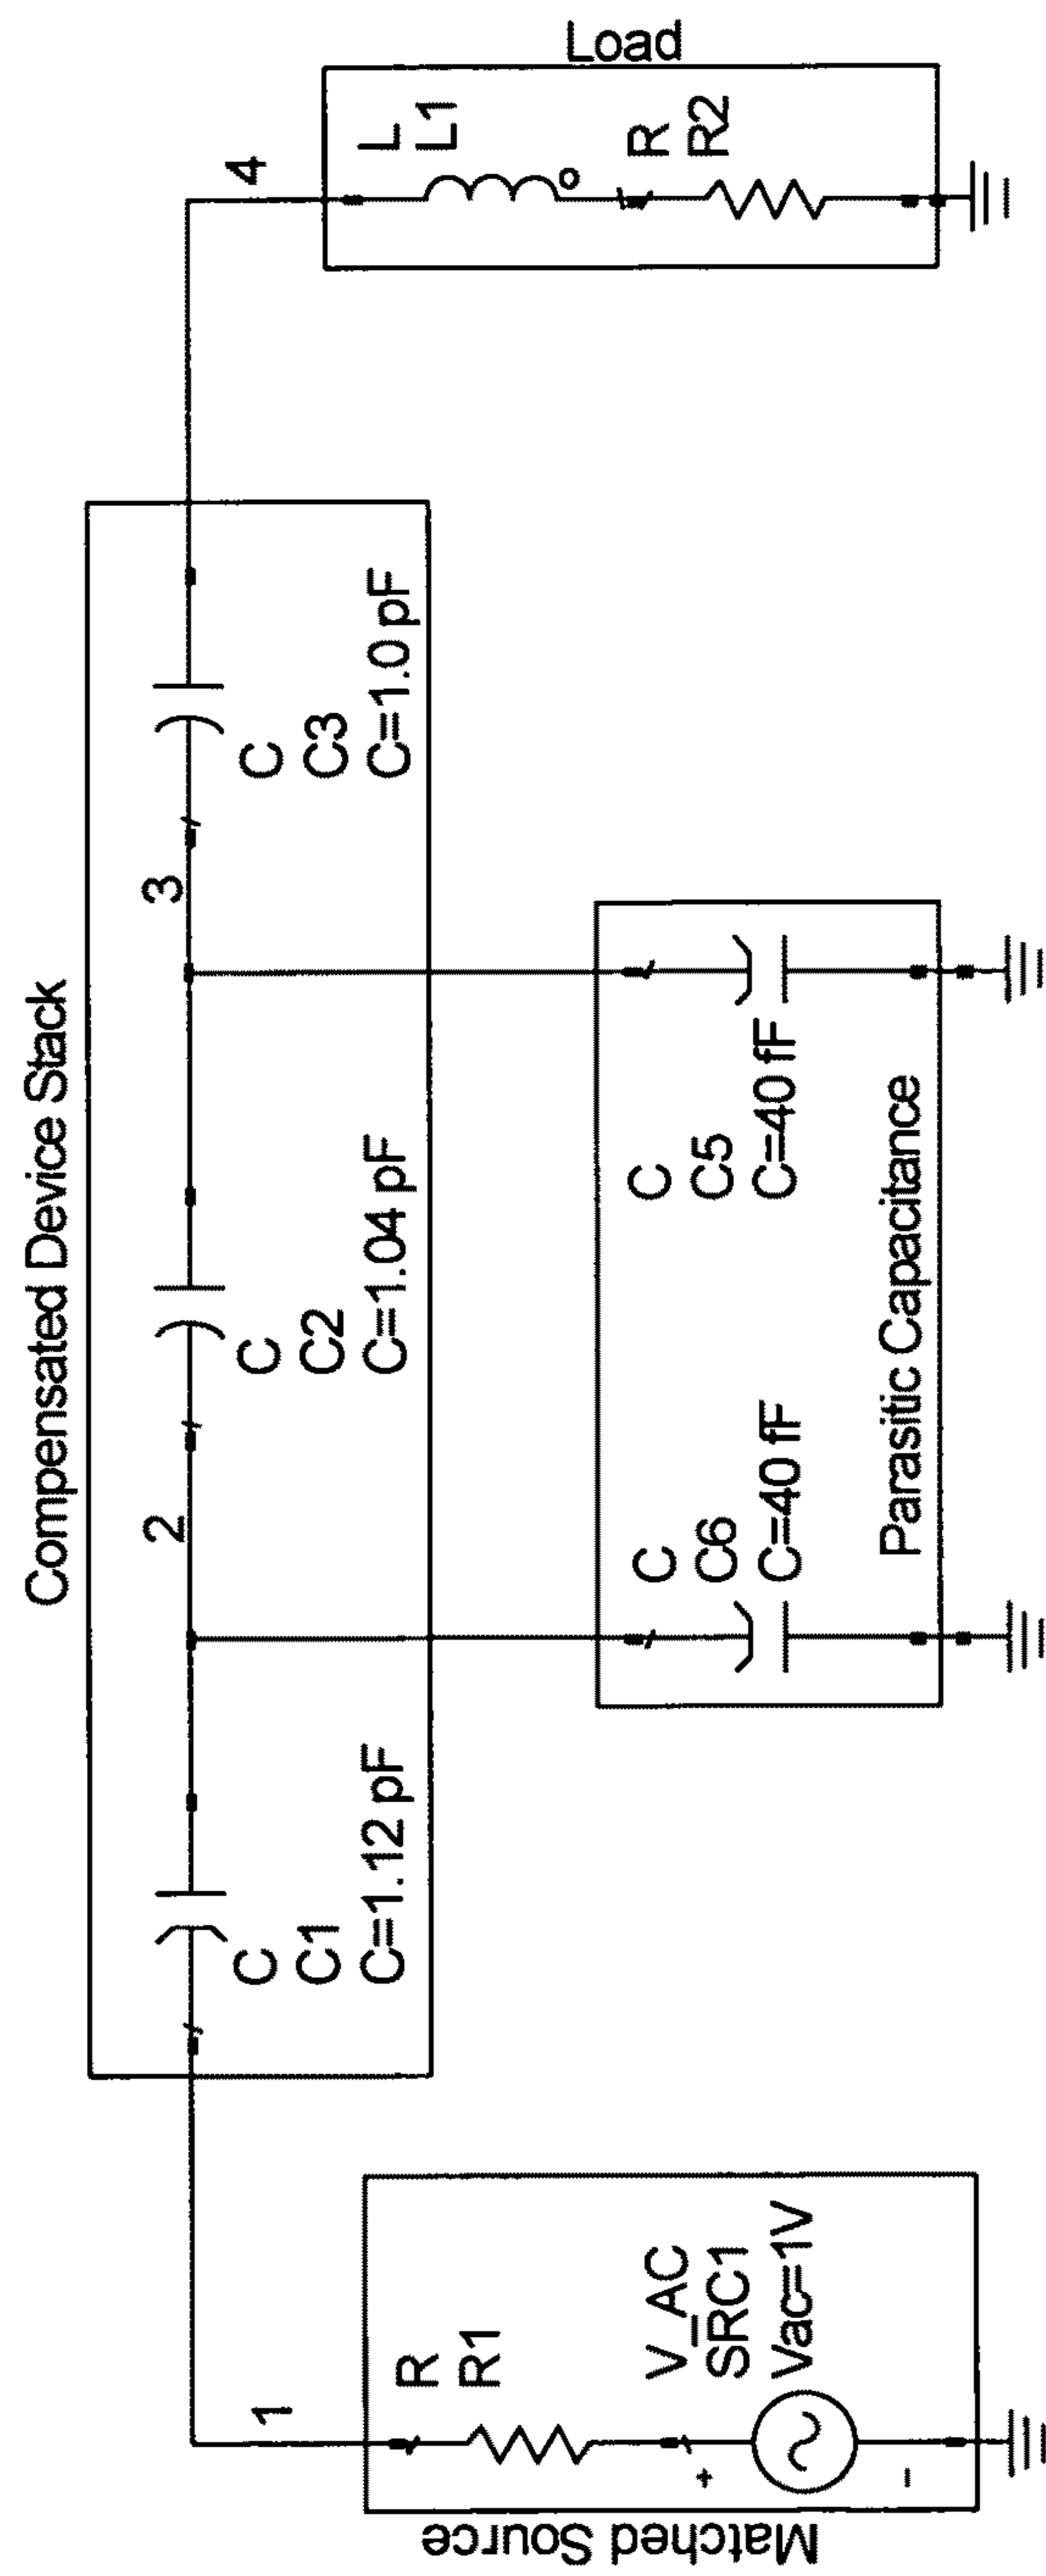 Compensated Device Stack
1
2
3
4
C
C1
C=1.12 pF
C
C2
C=1.04 pF
C
C3
C=1.0 pF
Matched Source
R
R1
V_AC
SRC1
Vac=1V
+
-
C
C6
C=40 fF
C
C5
C=40 fF
Parasitic Capacitance
Load
L
L1
R
R2